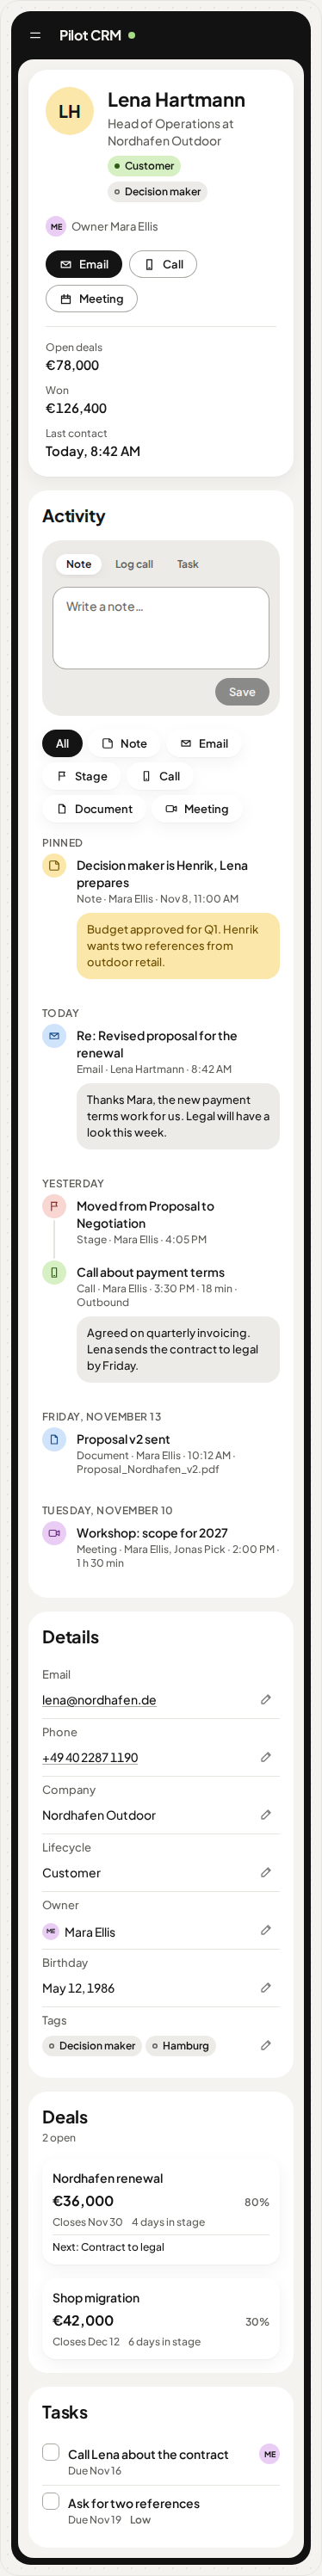 Pilot CRM
LH
Lena Hartmann
Head of Operations at
Nordhafen Outdoor
Customer
Decision maker
ME Owner Mara Ellis
Email
Call
Meeting
Open deals
€78,000
Won
€126,400
Last contact
Today, 8:42 AM
Activity
Note Log call Task
Write a note…
Save
All Note Email
Stage Call
Document Meeting
PINNED
Decision maker is Henrik, Lena
prepares
Note · Mara Ellis · Nov 8, 11:00 AM
Budget approved for Q1. Henrik
wants two references from
outdoor retail.
TODAY
Re: Revised proposal for the
renewal
Email · Lena Hartmann · 8:42 AM
Thanks Mara, the new payment
terms work for us. Legal will have a
look this week.
YESTERDAY
Moved from Proposal to
Negotiation
Stage · Mara Ellis · 4:05 PM
Call about payment terms
Call · Mara Ellis · 3:30 PM · 18 min ·
Outbound
Agreed on quarterly invoicing.
Lena sends the contract to legal
by Friday.
FRIDAY, NOVEMBER 13
Proposal v2 sent
Document · Mara Ellis · 10:12 AM ·
Proposal_Nordhafen_v2.pdf
TUESDAY, NOVEMBER 10
Workshop: scope for 2027
Meeting · Mara Ellis, Jonas Pick · 2:00 PM ·
1 h 30 min
Details
Email
lena@nordhafen.de
Phone
+49 40 2287 1190
Company
Nordhafen Outdoor
Lifecycle
Customer
Owner
ME Mara Ellis
Birthday
May 12, 1986
Tags
Decision maker Hamburg
Deals
2 open
Nordhafen renewal
€36,000 80%
Closes Nov 30 4 days in stage
Next: Contract to legal
Shop migration
€42,000 30%
Closes Dec 12 6 days in stage
Tasks
Call Lena about the contract ME
Due Nov 16
Ask for two references
Due Nov 19 Low